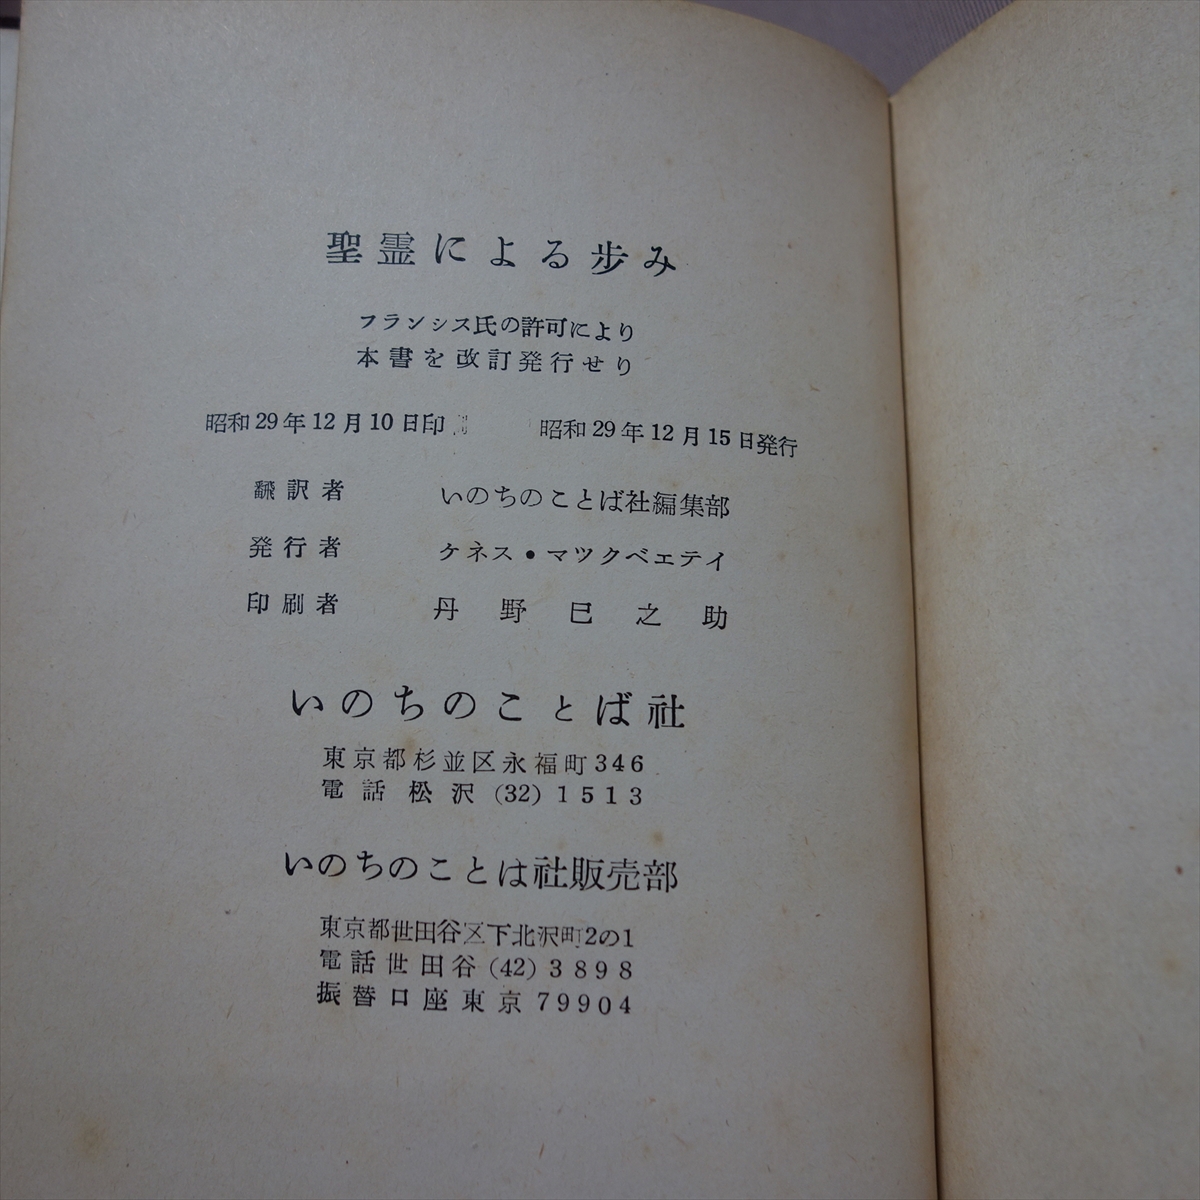 聖霊による歩み
フランシス氏の許可により
本書を改訂発行せり
昭和29年12月10日印刷 昭和29年12月15日発行
飜訳者 いのちのことば社編集部
発行者 ケネス・マツクベエテイ
印刷者 丹野巳之助
いのちのことば社
東京都杉並区永福町346
電話松沢(32)1513
いのちのことは社販売部
東京都世田谷区下北沢町2の1
電話世田谷(42)3898
振替口座東京79904